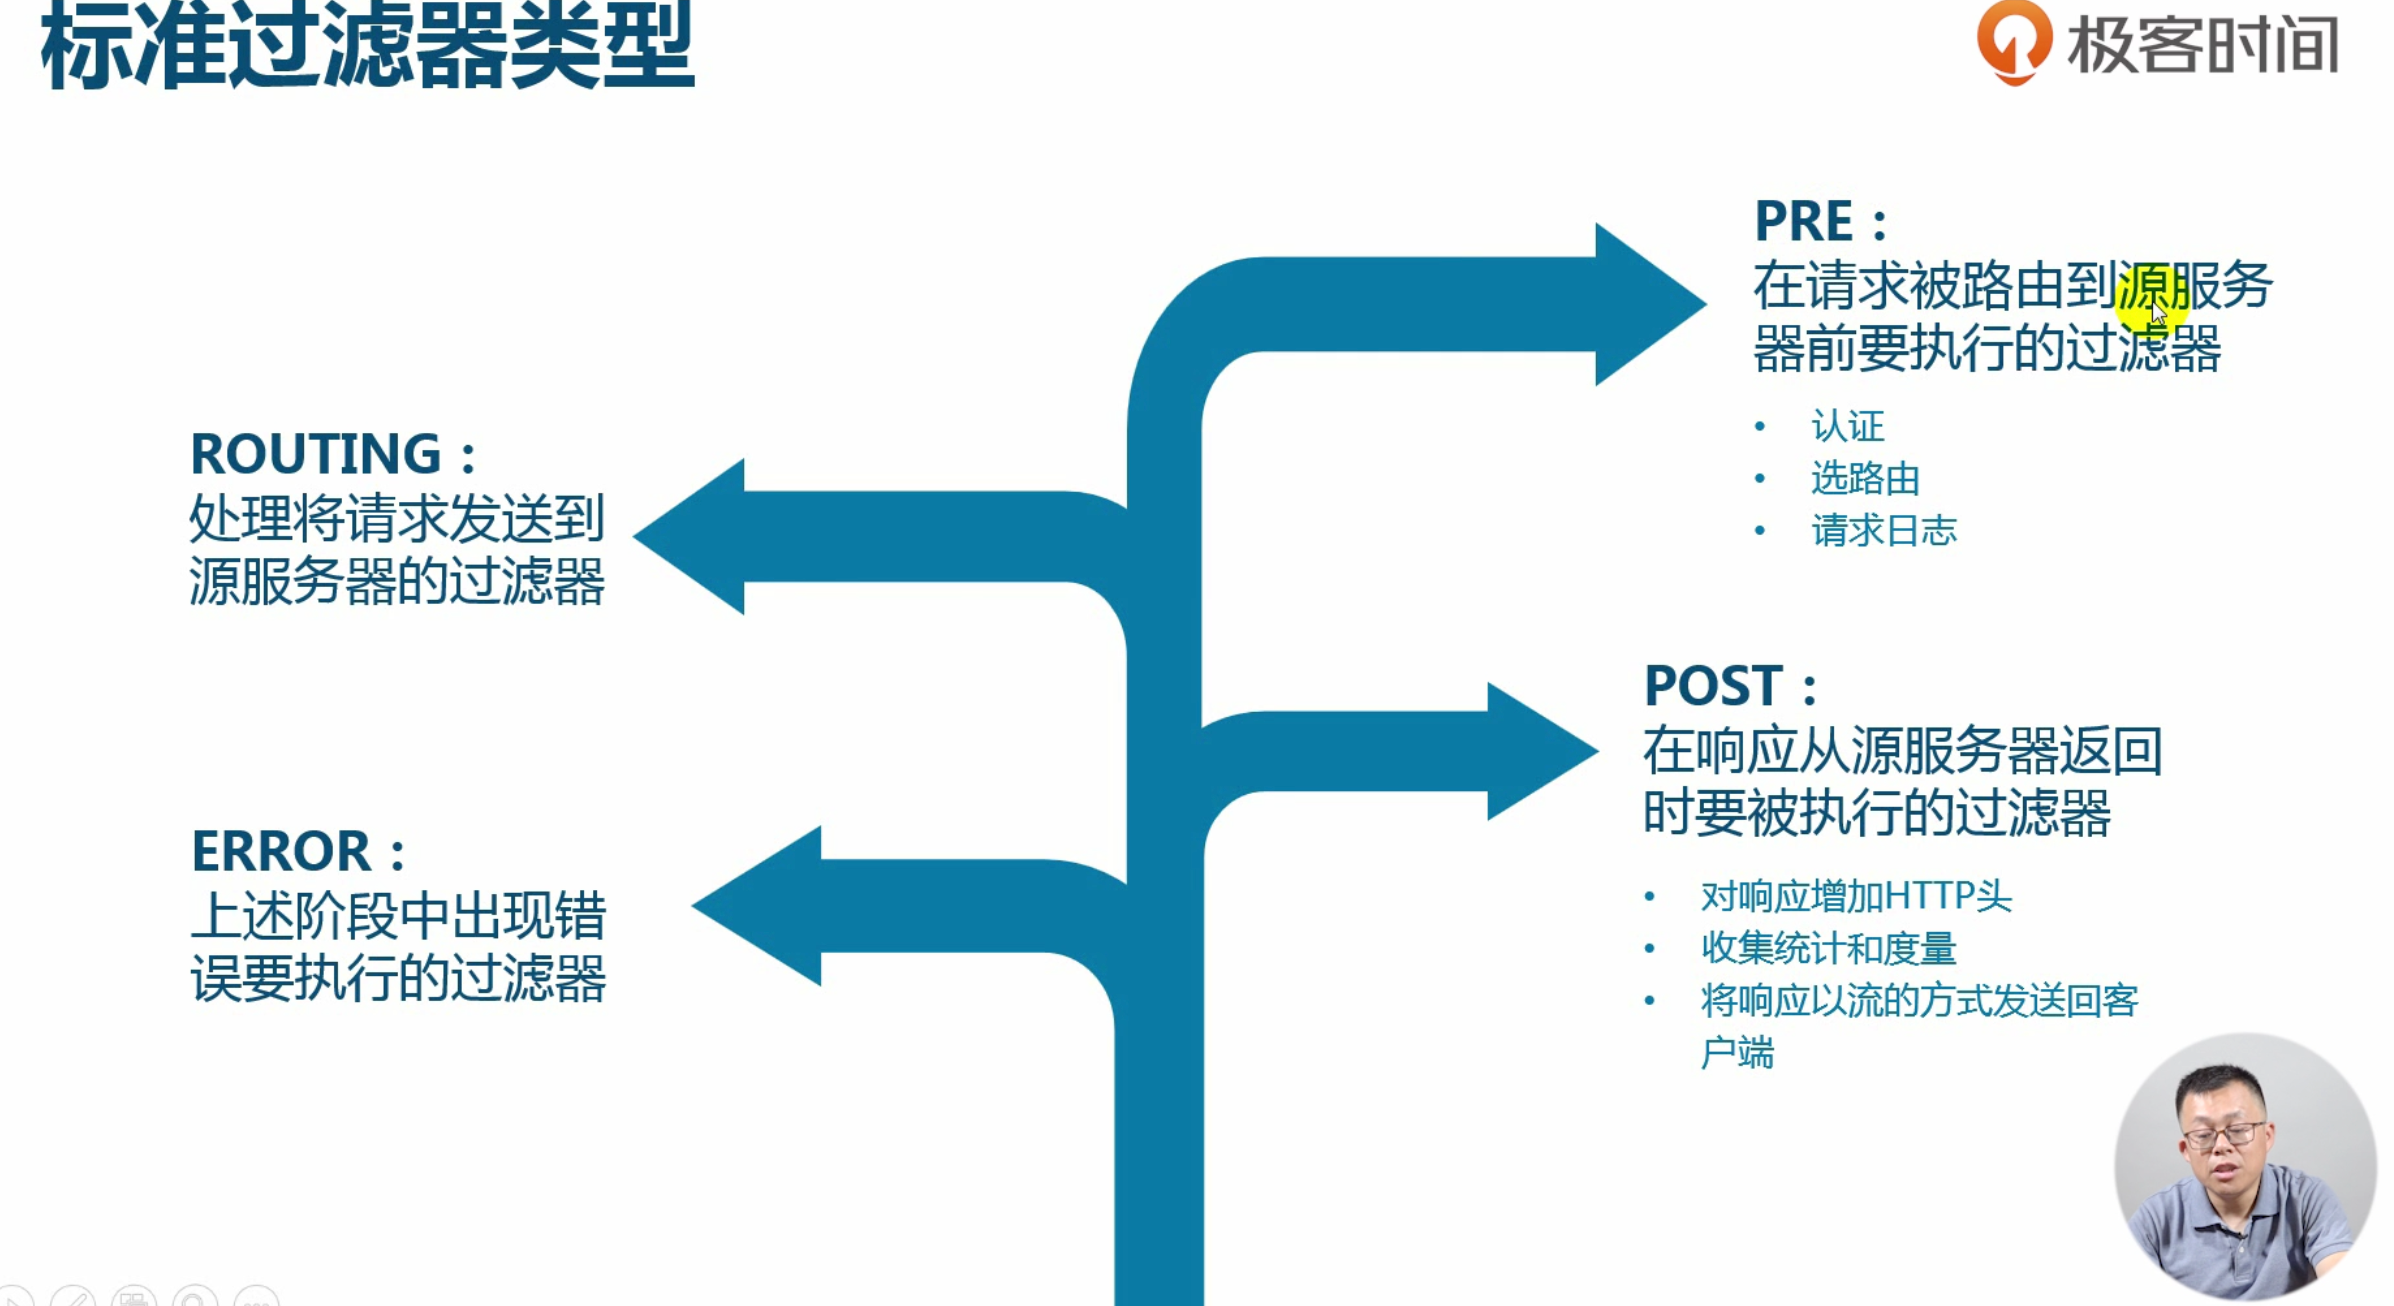 标准过滤器类型
极客时间
PRE：
在请求被路由到源服务
器前要执行的过滤器
• 认证
• 选路由
• 请求日志
ROUTING：
处理将请求发送到
源服务器的过滤器
POST：
在响应从源服务器返回
时要被执行的过滤器
• 对响应增加HTTP头
• 收集统计和度量
• 将响应以流的方式发送回客
户端
ERROR：
上述阶段中出现错
误要执行的过滤器